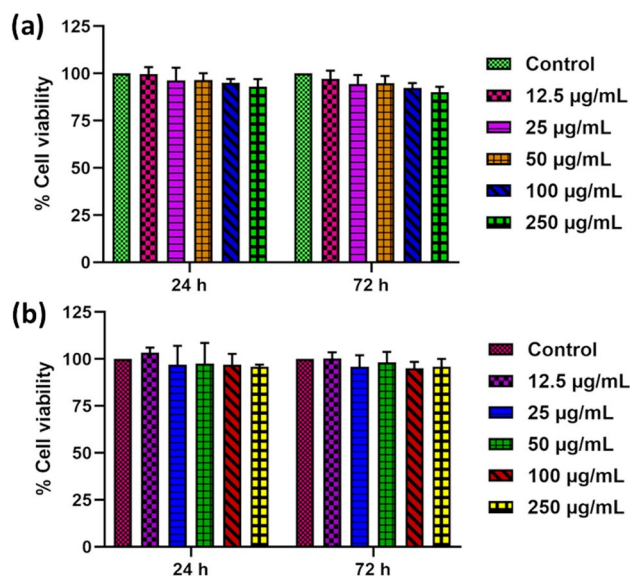 (a)
% Cell viability
125
100
75
50
25
0
24 h
72 h
Control
12.5 µg/mL
25 µg/mL
50 µg/mL
100 µg/mL
250 µg/mL
(b)
% Cell viability
125
100
75
50
25
0
24 h
72 h
Control
12.5 µg/mL
25 µg/mL
50 µg/mL
100 µg/mL
250 µg/mL